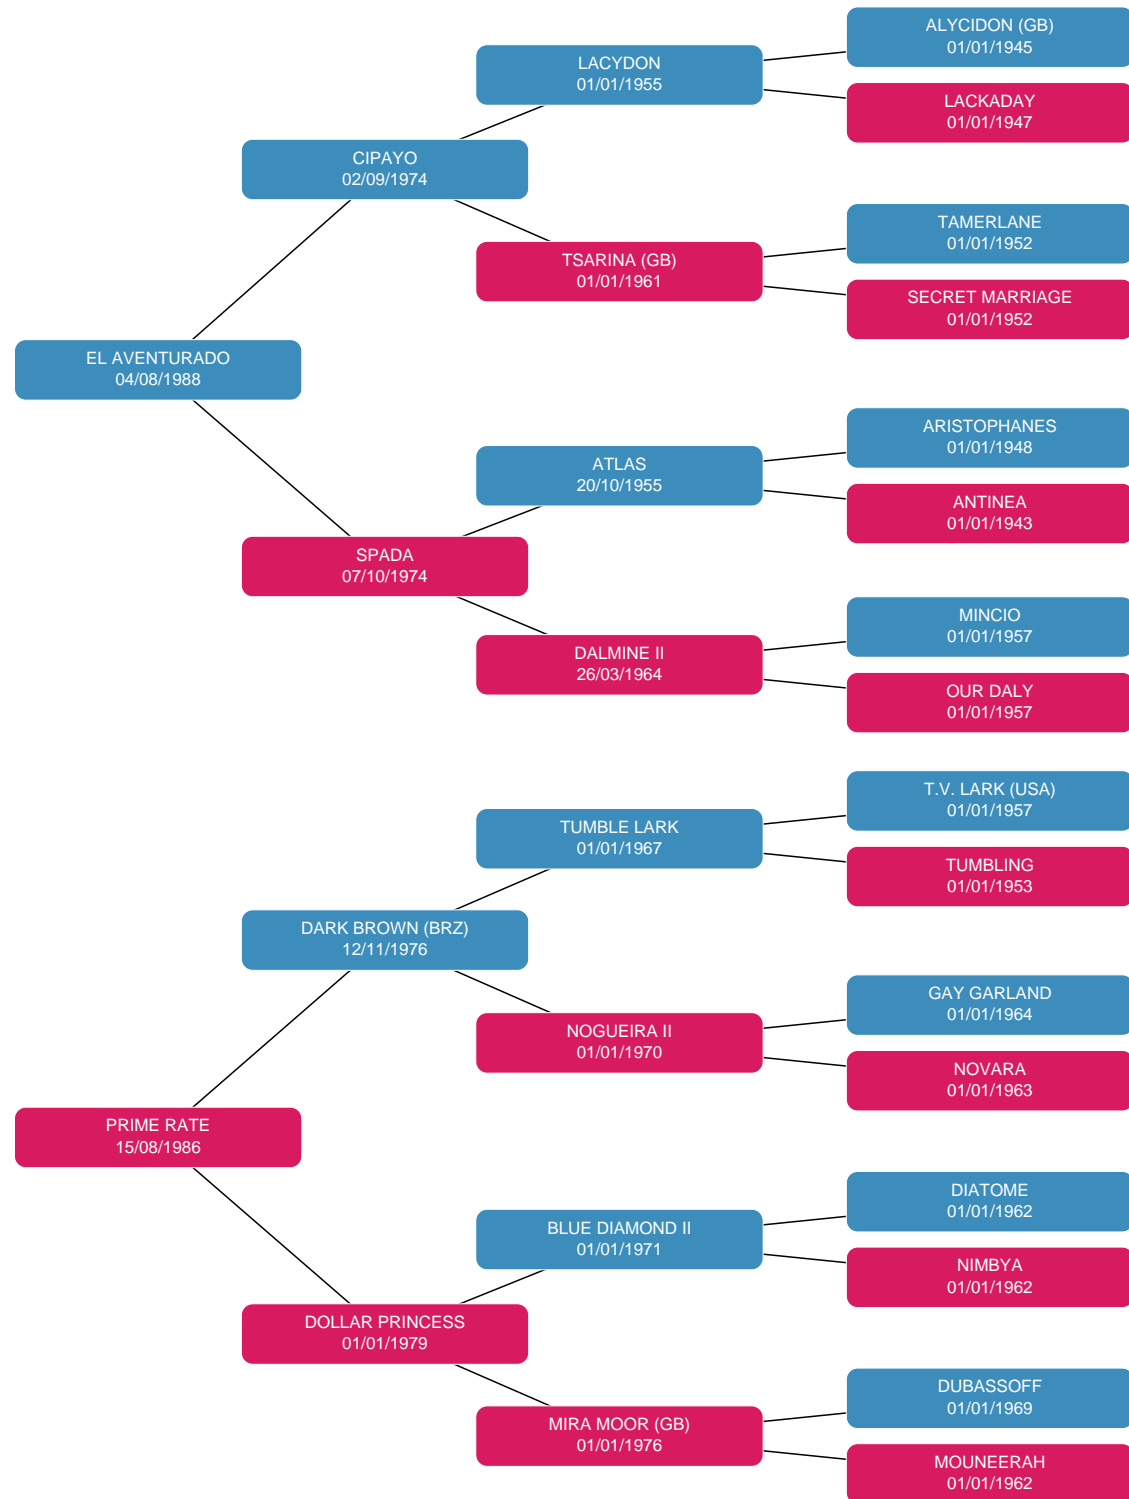 ALYCIDON (GB)
01/01/1945
LACYDON
01/01/1955
LACKADAY
01/01/1947
CIPAYO
02/09/1974
TAMERLANE
01/01/1952
TSARINA (GB)
01/01/1961
SECRET MARRIAGE
01/01/1952
EL AVENTURADO
04/08/1988
ARISTOPHANES
01/01/1948
ATLAS
20/10/1955
ANTINEA
01/01/1943
SPADA
07/10/1974
MINCIO
01/01/1957
DALMINE II
26/03/1964
OUR DALY
01/01/1957
T.V. LARK (USA)
01/01/1957
TUMBLE LARK
01/01/1967
TUMBLING
01/01/1953
DARK BROWN (BRZ)
12/11/1976
GAY GARLAND
01/01/1964
NOGUEIRA II
01/01/1970
NOVARA
01/01/1963
PRIME RATE
15/08/1986
DIATOME
01/01/1962
BLUE DIAMOND II
01/01/1971
NIMBYA
01/01/1962
DOLLAR PRINCESS
01/01/1979
DUBASSOFF
01/01/1969
MIRA MOOR (GB)
01/01/1976
MOUNEERAH
01/01/1962